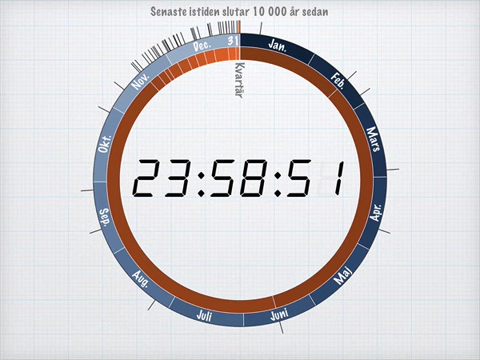 Senaste istiden slutar 10 000 år sedan
Dec. 31
Jan.
Nov.
Feb.
Kvartär
Okt.
Mars
23:58:51
Sep.
Apr.
Aug.
Maj
Juli
Juni